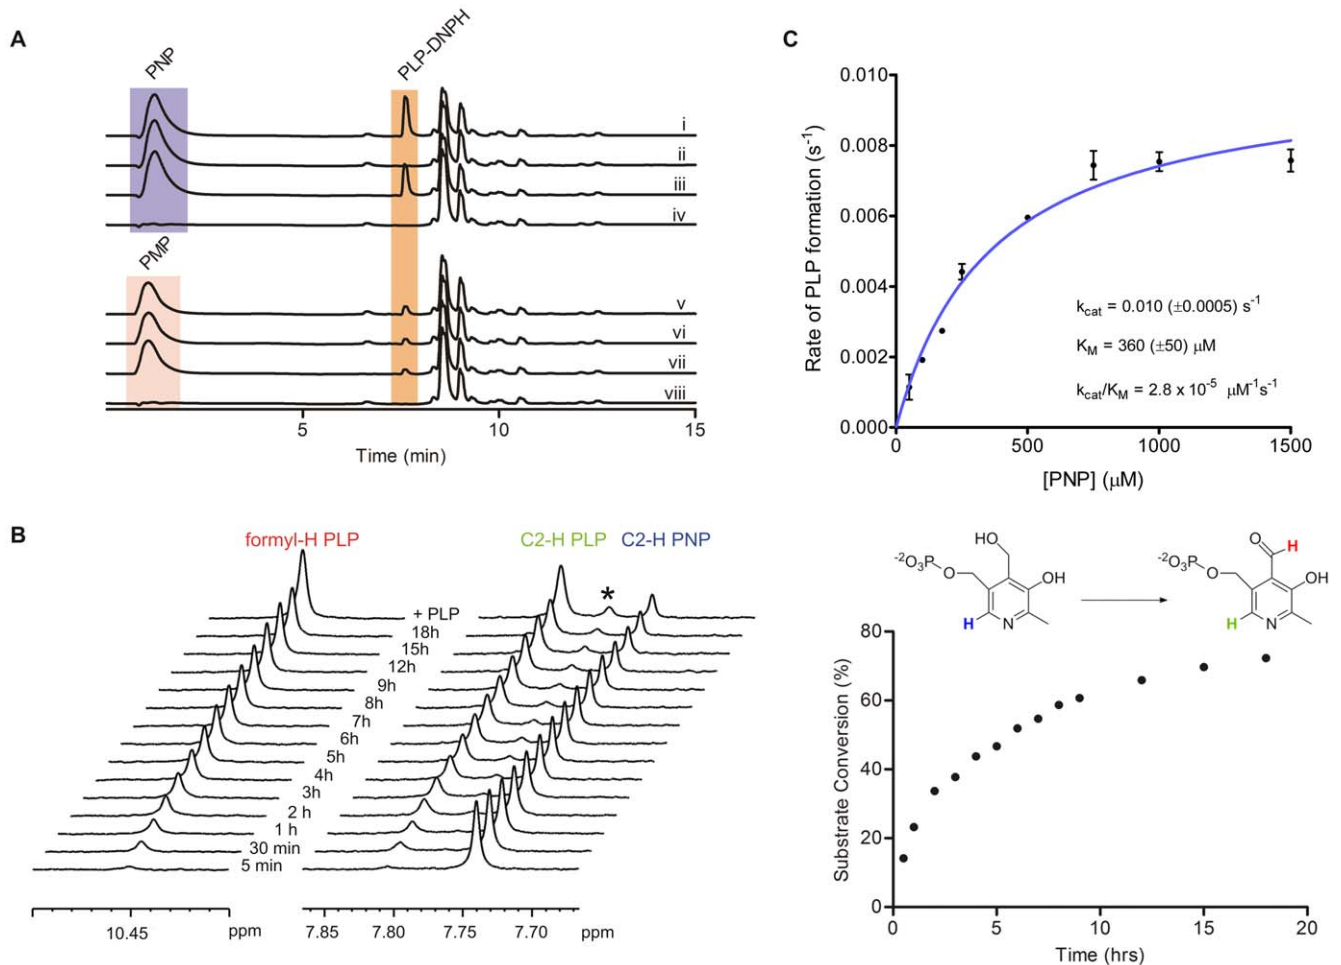 A
PNP
PLP-DNPH
i
ii
iii
iv
PMP
v
vi
vii
viii
5
10
15
Time (min)
C
0.010
0.008
0.006
0.004
0.002
0.000
Rate of PLP formation (s⁻¹)
k_cat = 0.010 (±0.0005) s⁻¹
K_M = 360 (±50) μM
k_cat/K_M = 2.8 x 10⁻⁵ μM⁻¹s⁻¹
0
500
1000
1500
[PNP] (μM)
B
formyl-H PLP
C2-H PLP
C2-H PNP
*
+ PLP
18h
15h
12h
9h
8h
7h
6h
5h
4h
3h
2 h
1 h
30 min
5 min
10.45
ppm
7.85
7.80
7.75
7.70
ppm
HO
⁻²O₃P
O
OH
H
N
O
H
⁻²O₃P
O
OH
H
N
80
60
40
20
0
Substrate Conversion (%)
0
5
10
15
20
Time (hrs)